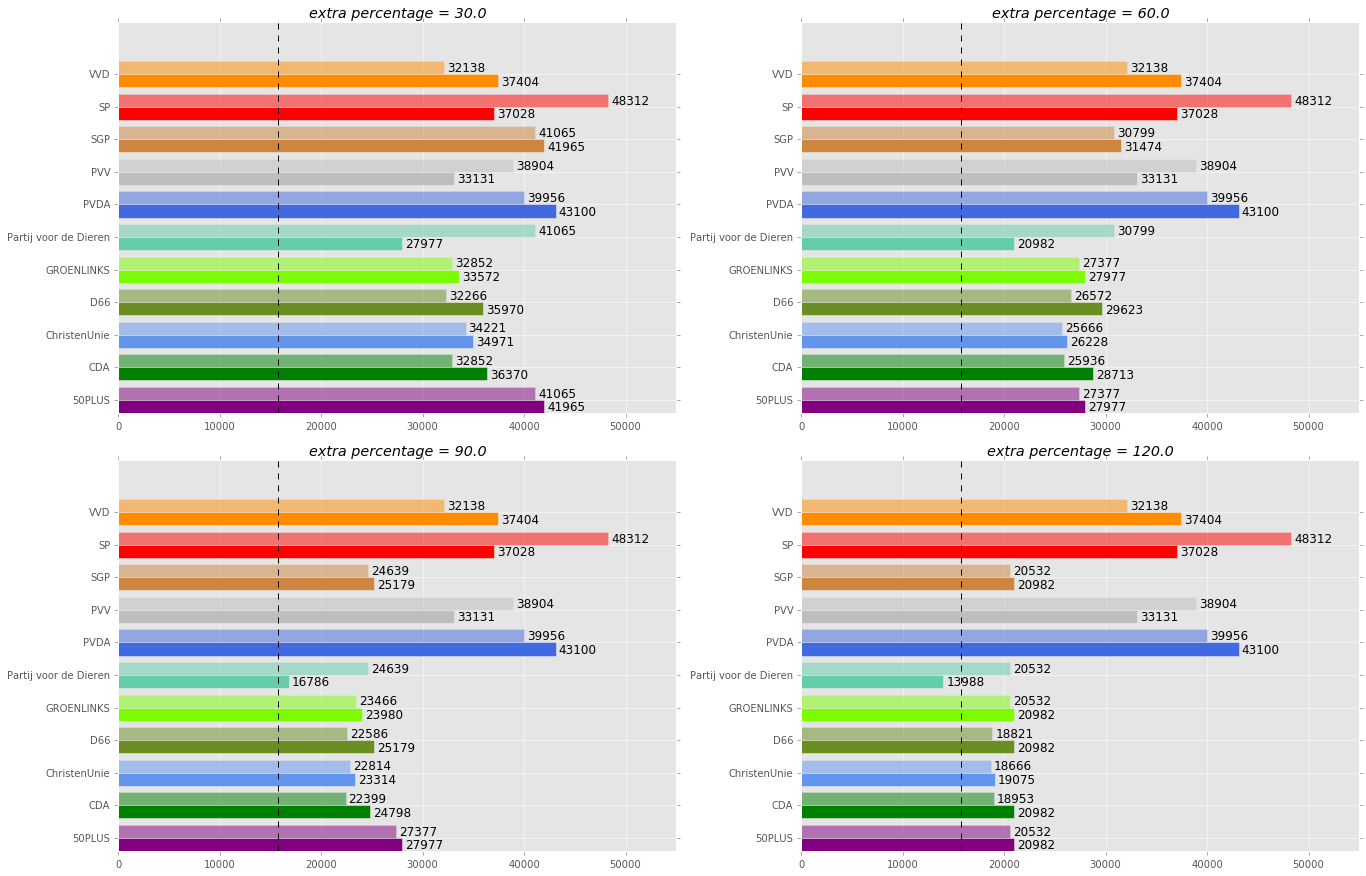 extra percentage = 30.0
VVD 32138
37404
SP 48312
37028
SGP 41065
41965
PVV 38904
33131
PVDA 39956
43100
Partij voor de Dieren 41065
27977
GROENLINKS 32852
33572
D66 32266
35970
ChristenUnie 34221
34971
CDA 32852
36370
50PLUS 41065
41965
0 10000 20000 30000 40000 50000
extra percentage = 60.0
VVD 32138
37404
SP 48312
37028
SGP 30799
31474
PVV 38904
33131
PVDA 39956
43100
Partij voor de Dieren 30799
20982
GROENLINKS 27377
27977
D66 26572
29623
ChristenUnie 25666
26228
CDA 25936
28713
50PLUS 27377
27977
0 10000 20000 30000 40000 50000
extra percentage = 90.0
VVD 32138
37404
SP 48312
37028
SGP 24639
25179
PVV 38904
33131
PVDA 39956
43100
Partij voor de Dieren 24639
16786
GROENLINKS 23466
23980
D66 22586
25179
ChristenUnie 22814
23314
CDA 22399
24798
50PLUS 27377
27977
0 10000 20000 30000 40000 50000
extra percentage = 120.0
VVD 32138
37404
SP 48312
37028
SGP 20532
20982
PVV 38904
33131
PVDA 39956
43100
Partij voor de Dieren 20532
13988
GROENLINKS 20532
20982
D66 18821
20982
ChristenUnie 18666
19075
CDA 18953
20982
50PLUS 20532
20982
0 10000 20000 30000 40000 50000